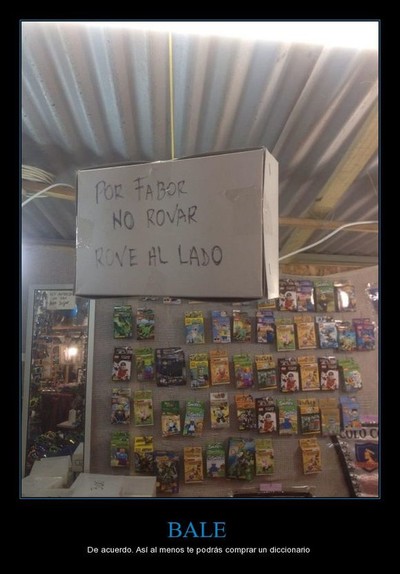 POR FABOR
NO ROVAR
ROVE AL LADO
BALE
De acuerdo. Así al menos te podrás comprar un diccionario